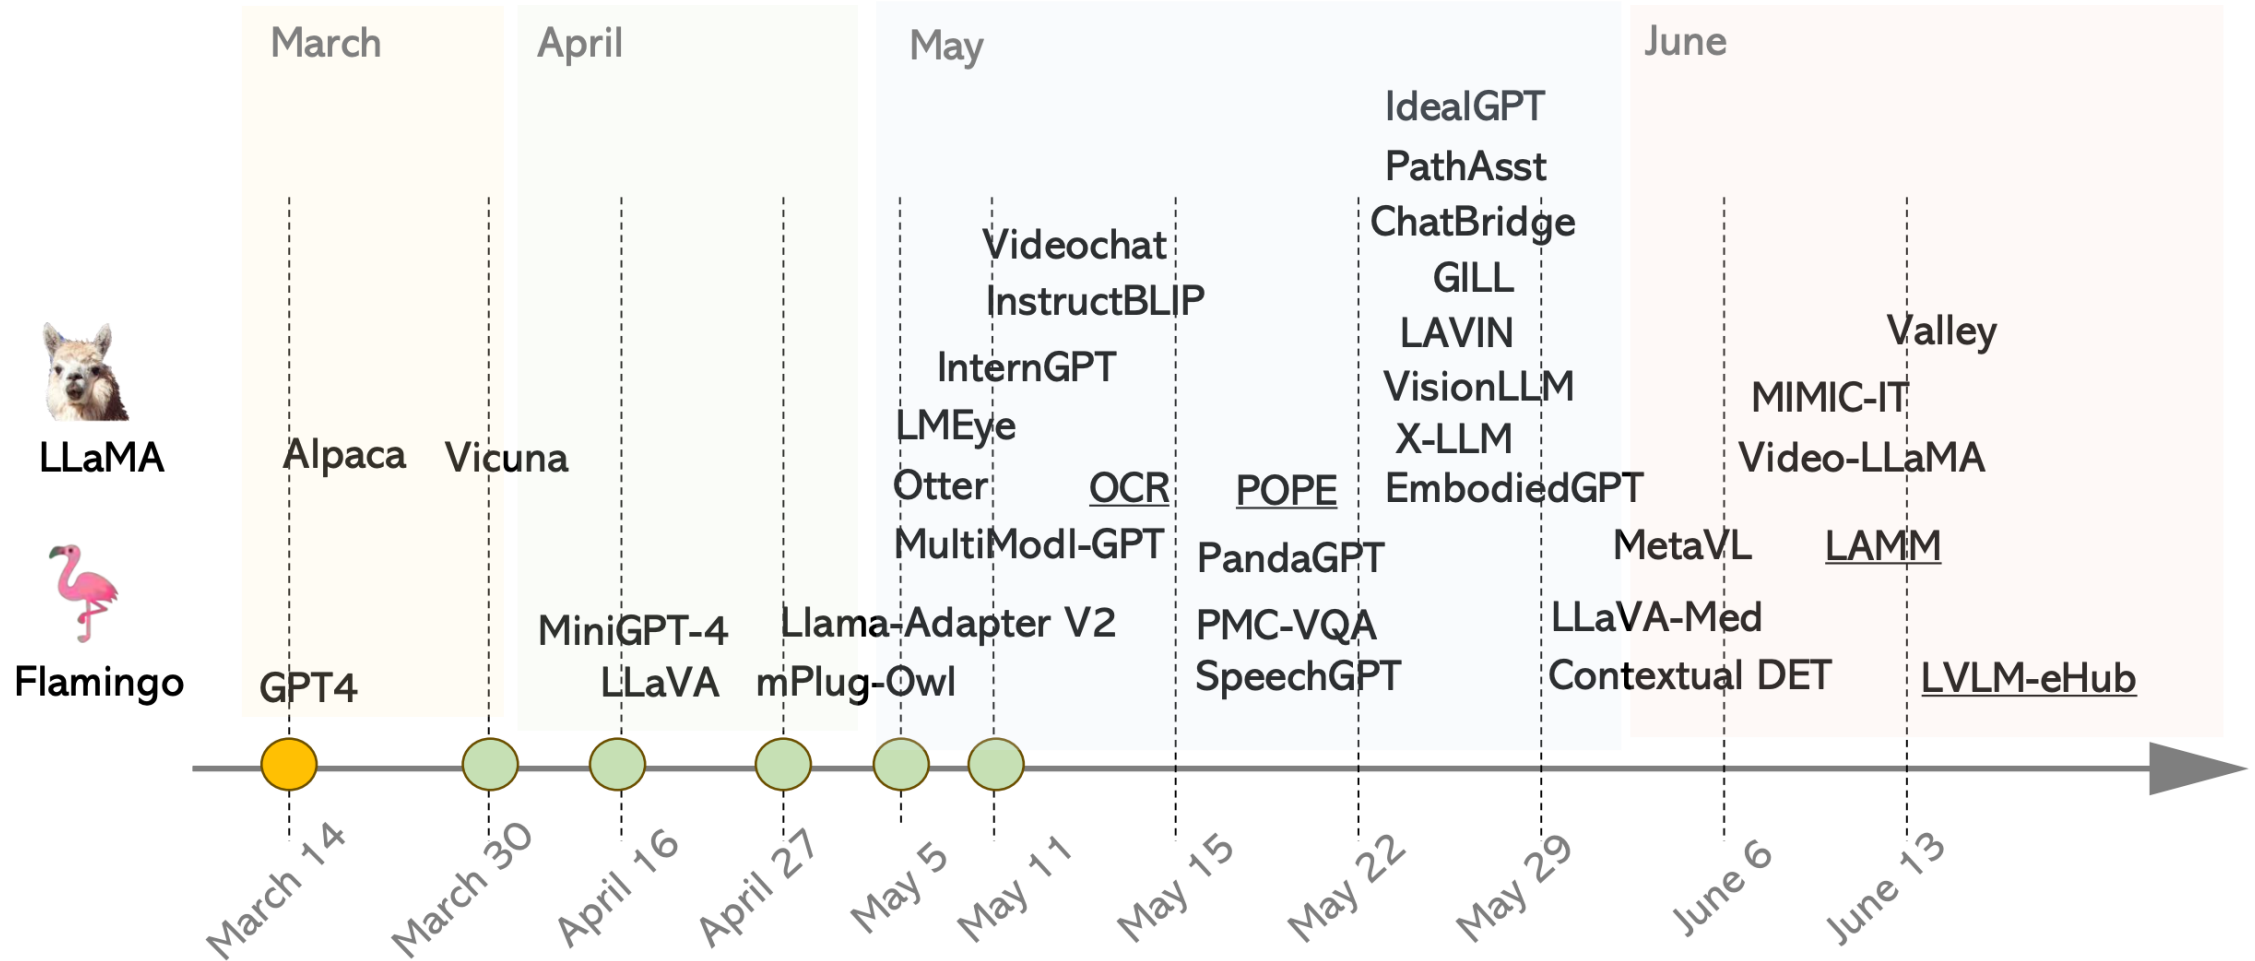 March
April
May
June
IdealGPT
PathAsst
ChatBridge
Videochat
GILL
InstructBLIP
LAVIN
Valley
InternGPT
VisionLLM
MIMIC-IT
LMEye
X-LLM
LLaMA
Alpaca
Vicuna
Video-LLaMA
Otter
OCR
POPE
EmbodiedGPT
MultiModl-GPT
PandaGPT
MetaVL
LAMM
MiniGPT-4
Llama-Adapter V2
PMC-VQA
LLaVA-Med
Flamingo
GPT4
LLaVA
mPlug-Owl
SpeechGPT
Contextual DET
LVLM-eHub
March 14
March 30
April 16
April 27
May 5
May 11
May 15
May 22
May 29
June 6
June 13